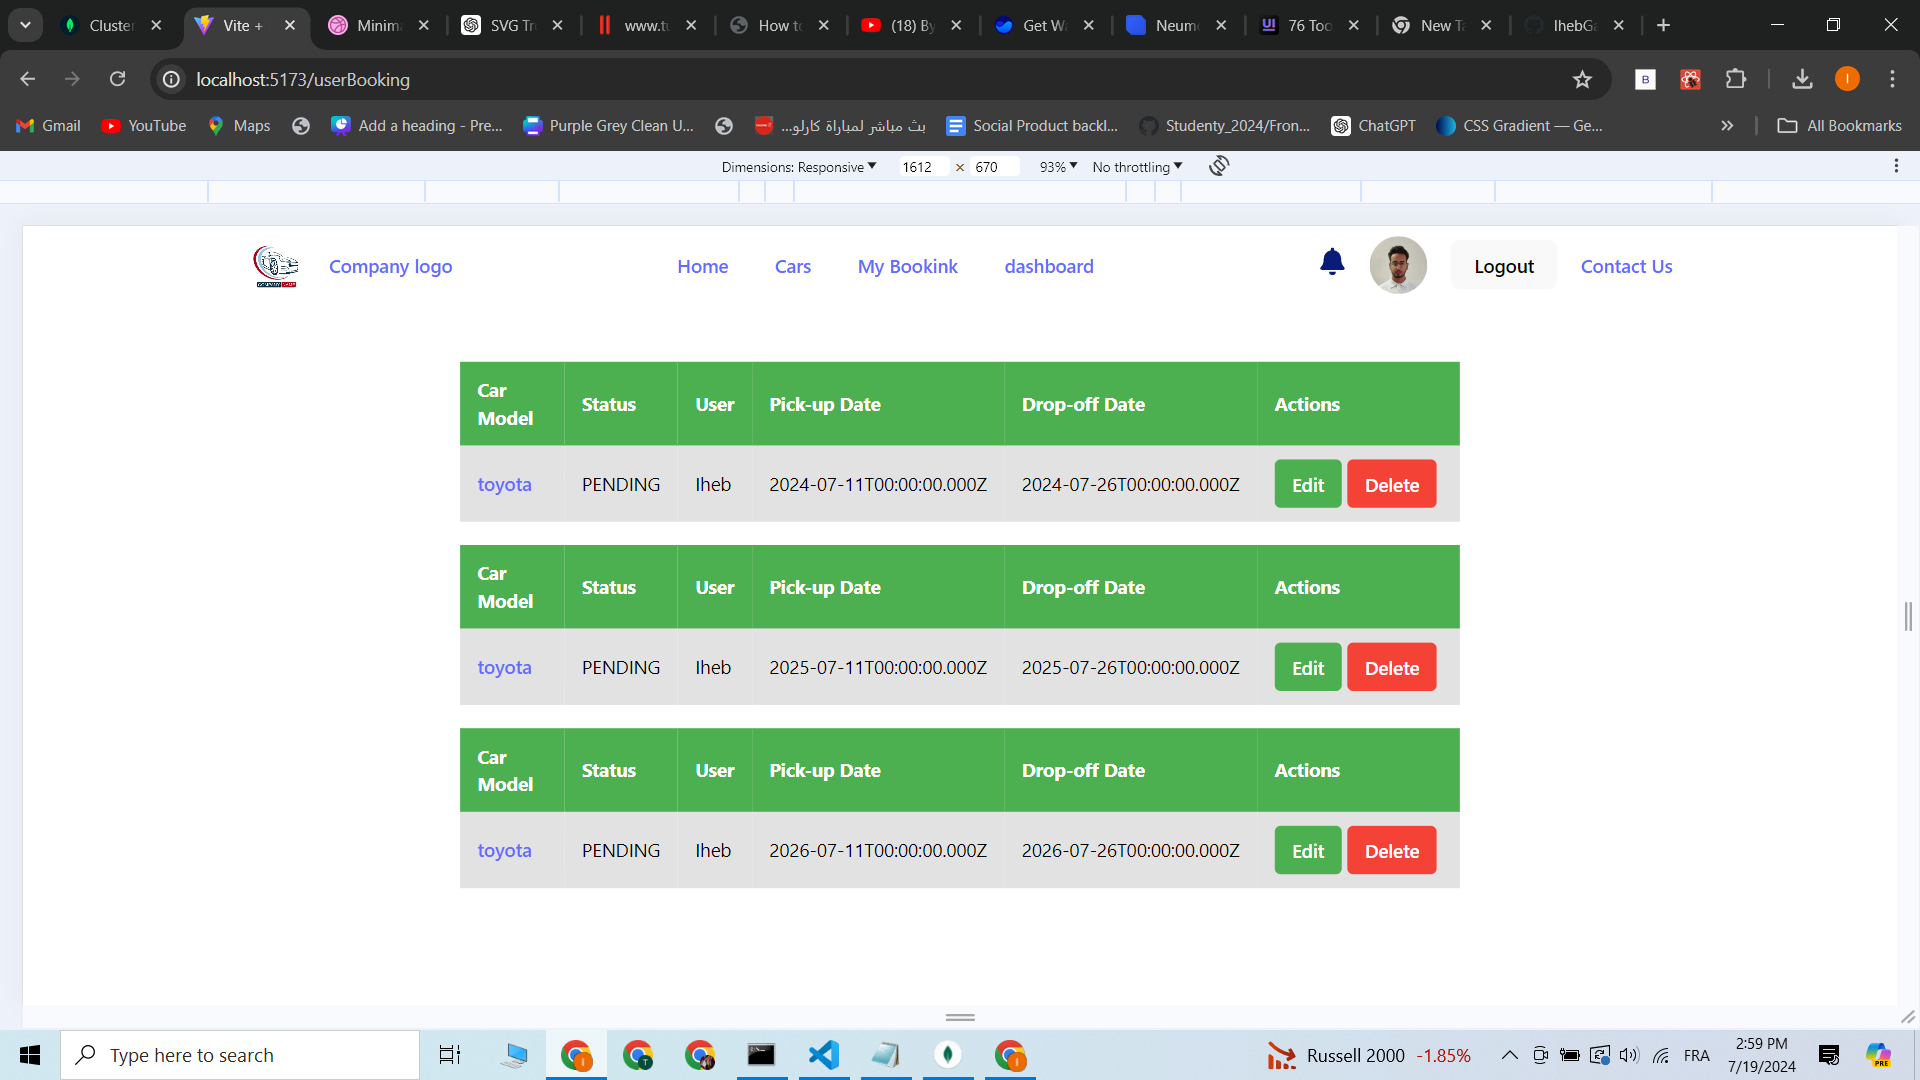 Cluster
Vite +
Minim
SVG Tr
www.tu
How to
(18) By
Get W
Neum
76 Too
New Ta
IhebGa
localhost:5173/userBooking
B
I
Gmail
YouTube
Maps
Add a heading - Pre...
Purple Grey Clean U...
بث مباشر لمباراة كارلو...
Social Product backl...
Studenty_2024/Fron...
ChatGPT
CSS Gradient — Ge...
All Bookmarks
Dimensions: Responsive
1612 × 670
93%
No throttling
Company logo
Home
Cars
My Bookink
dashboard
Logout
Contact Us
Car Model Status User Pick-up Date Drop-off Date Actions
toyota PENDING Iheb 2024-07-11T00:00:00.000Z 2024-07-26T00:00:00.000Z Edit Delete
Car Model Status User Pick-up Date Drop-off Date Actions
toyota PENDING Iheb 2025-07-11T00:00:00.000Z 2025-07-26T00:00:00.000Z Edit Delete
Car Model Status User Pick-up Date Drop-off Date Actions
toyota PENDING Iheb 2026-07-11T00:00:00.000Z 2026-07-26T00:00:00.000Z Edit Delete
Type here to search
Russell 2000 -1.85%
FRA
2:59 PM
7/19/2024
PRE